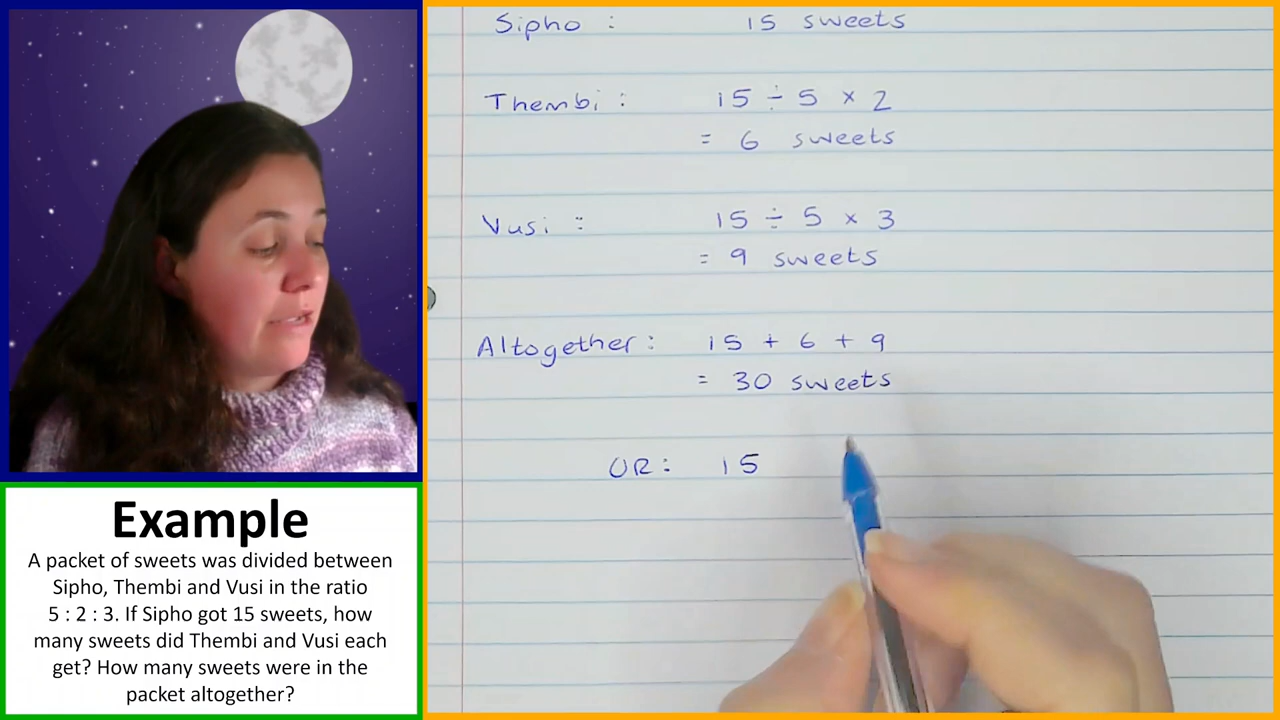 Sipho : 15 sweets
Thembi : 15 ÷ 5 × 2
= 6 sweets
Vusi : 15 ÷ 5 × 3
= 9 sweets
Altogether : 15 + 6 + 9
= 30 sweets
OR : 15
Example
A packet of sweets was divided between
Sipho, Thembi and Vusi in the ratio
5 : 2 : 3. If Sipho got 15 sweets, how
many sweets did Thembi and Vusi each
get? How many sweets were in the
packet altogether?